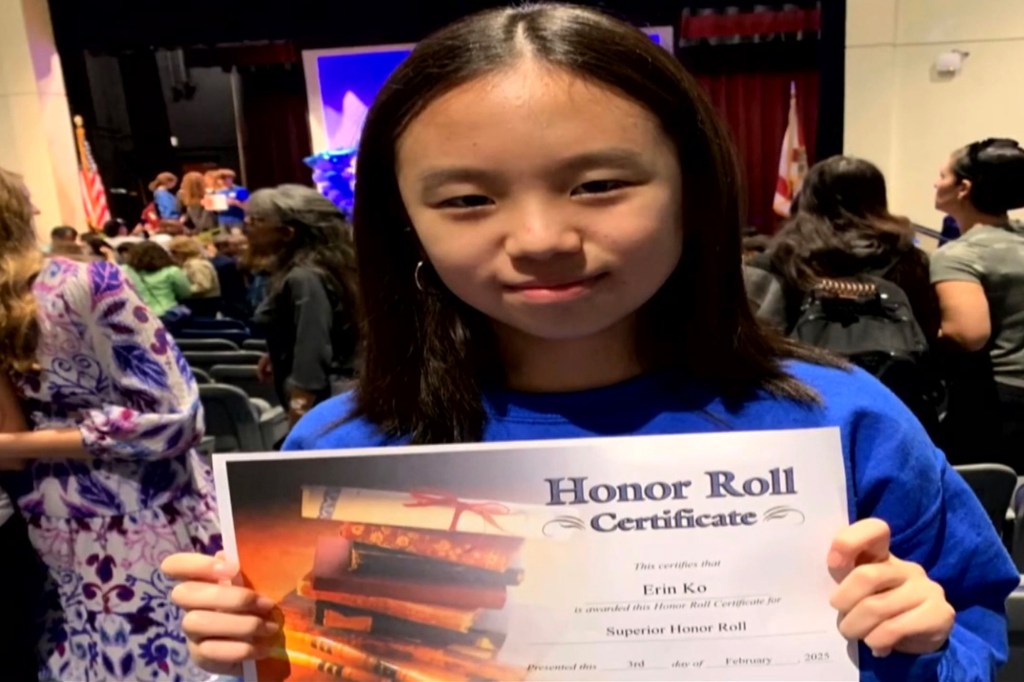 Honor Roll
Certificate
This certifies that
Erin Ko
is awarded this Honor Roll Certificate for
Superior Honor Roll
Presented this 3rd day of February, 2025